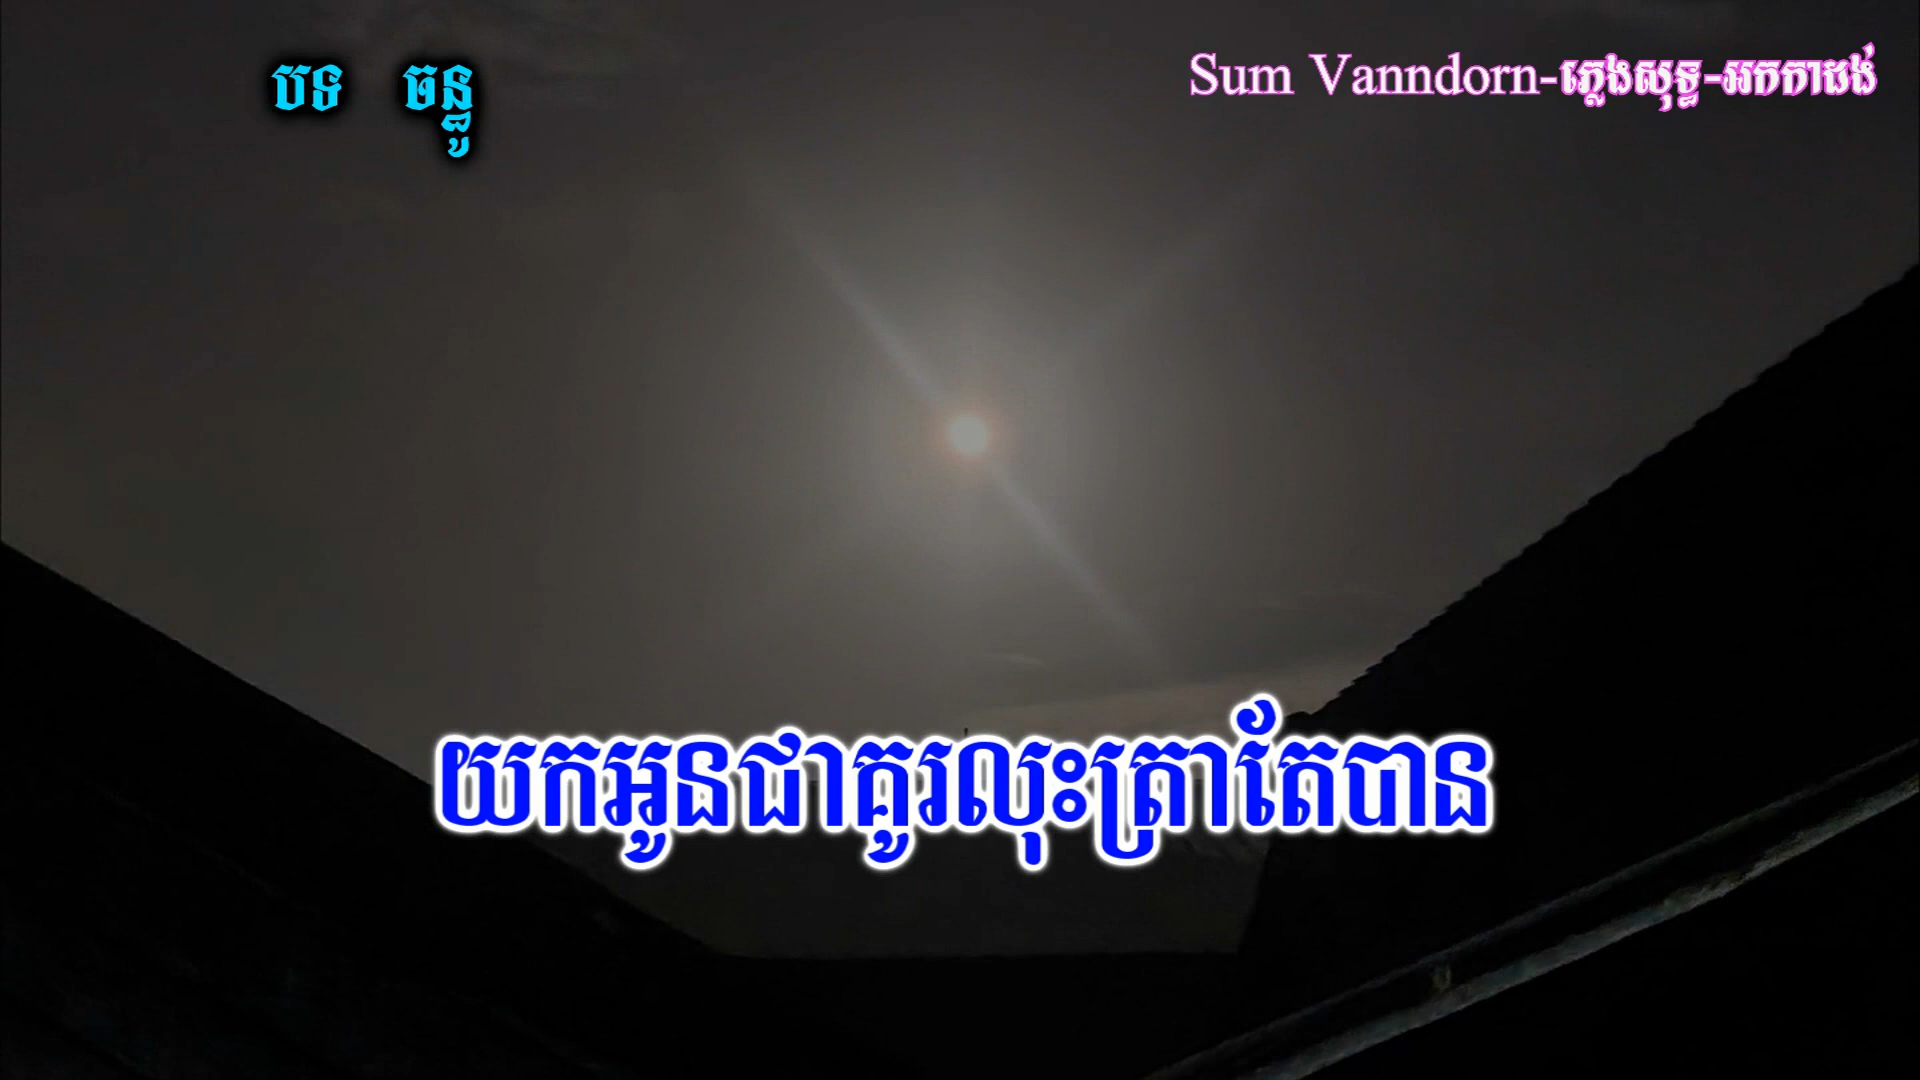 បទ ចន្ធូ
Sum Vanndorn-ភ្លេងសុទ្ធ-អកកាដង់
យកអូនជាគូរលុះត្រាតែបាន